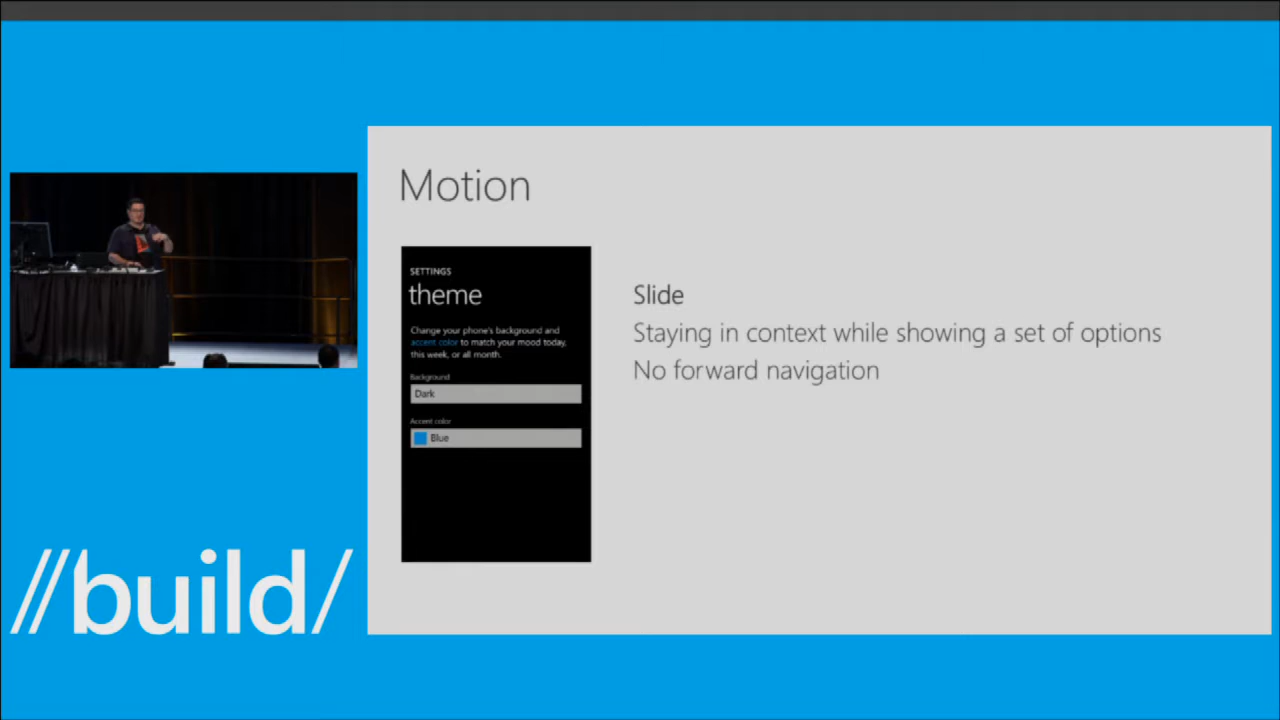 Motion
SETTINGS
theme
Change your phone's background and
accent color to match your mood today,
this week, or all month.
Background
Dark
Accent color
Blue
Slide
Staying in context while showing a set of options
No forward navigation
//build/